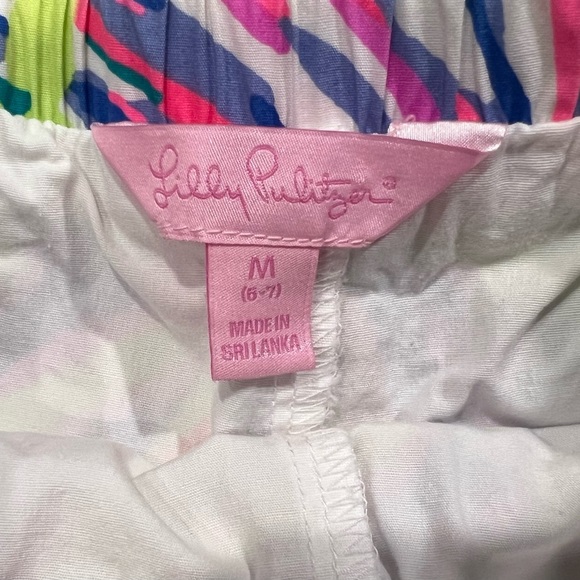 Lilly Pulitzer®
M
(6-7)
MADE IN
SRI LANKA